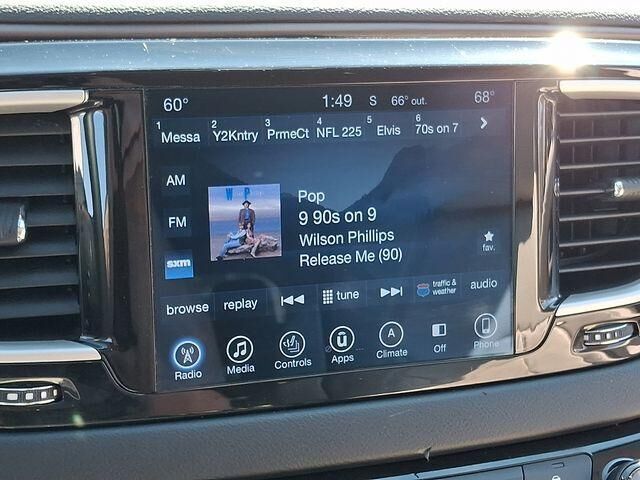 60° 1:49 S 66° out. 68°
1 Messa 2 Y2Kntry 3 PrmeCt 4 NFL 225 5 Elvis 6 70s on 7
AM
W P
Pop
9 90s on 9
FM
Wilson Phillips
Release Me (90)
fav.
sxm
browse replay tune traffic & weather audio
Radio Media Controls Apps A Climate Off Phone